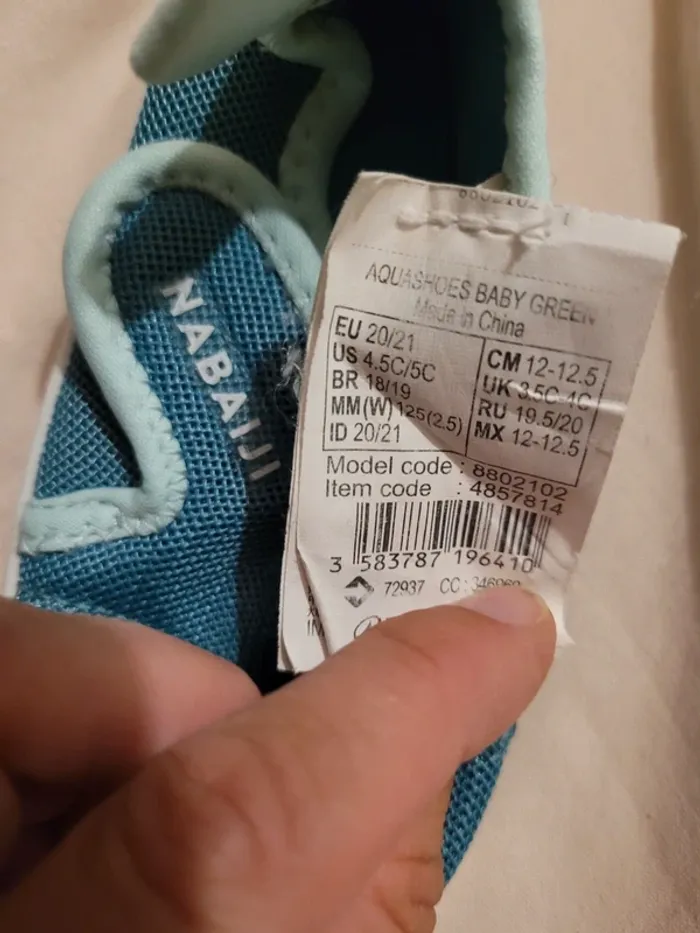 NABAIJI
AQUASHOES BABY GREEN
Made in China
EU 20/21
US 4.5C/5C
BR 18/19
MM(W)125(2.5)
ID 20/21
CM 12-12.5
UK 3.5C-4C
RU 19.5/20
MX 12-12.5
Model code : 8802102
Item code : 4857814
3 583787 196410
72937 CC :